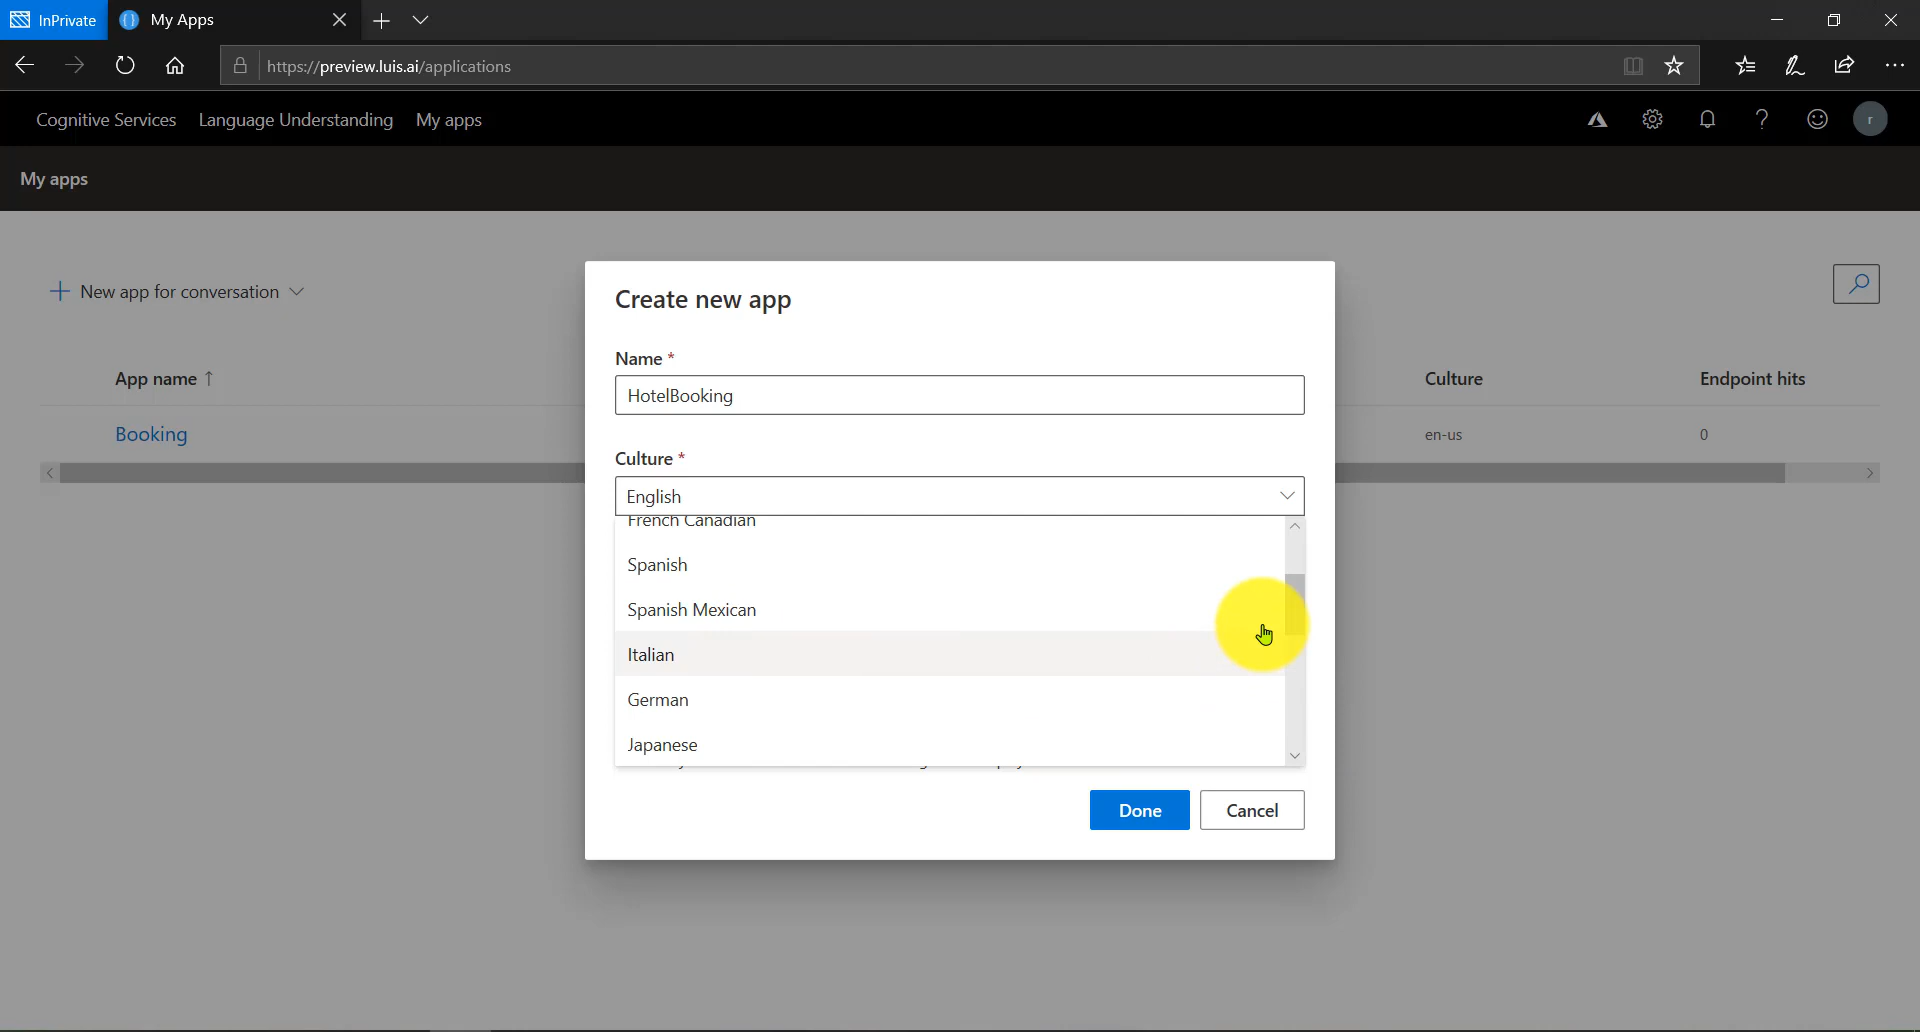 InPrivate
My Apps
https://preview.luis.ai/applications
Cognitive Services Language Understanding My apps
r
My apps
New app for conversation
App name ↑ Culture Endpoint hits
Booking en-us 0
Create new app
Name *
HotelBooking
Culture *
English
French Canadian
Spanish
Spanish Mexican
Italian
German
Japanese
Done Cancel